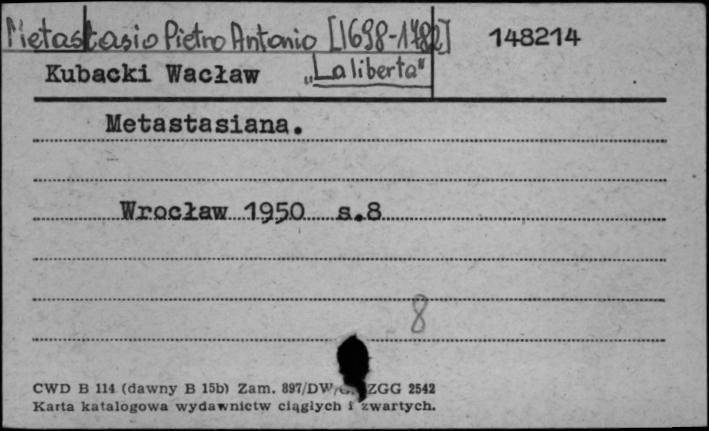 Metastasio Pietro Antonio [1698-1782] 148214
Kubacki Wacław „La liberta"
Metastasiana.
Wrocław 1950 s.8
8
CWD B 114 (dawny B 15b) Zam. 897/DW ZGG 2542
Karta katalogowa wydawnictw ciągłych i zwartych.